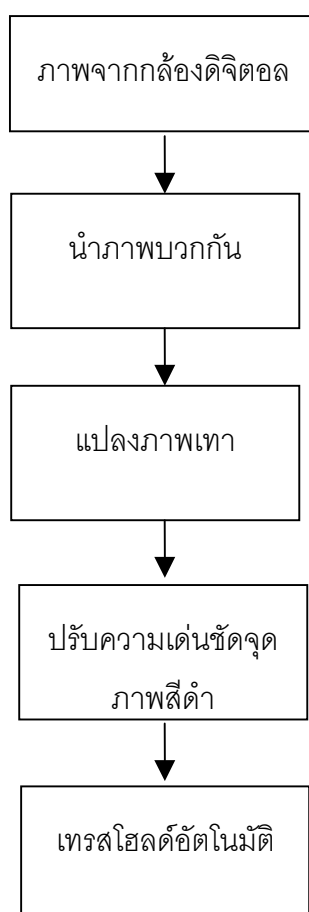 ภาพจากกล้องดิจิตอล
นำภาพบวกกัน
แปลงภาพเทา
ปรับความเด่นชัดจุด
ภาพสีดำ
เทรสโฮลด์อัตโนมัติ